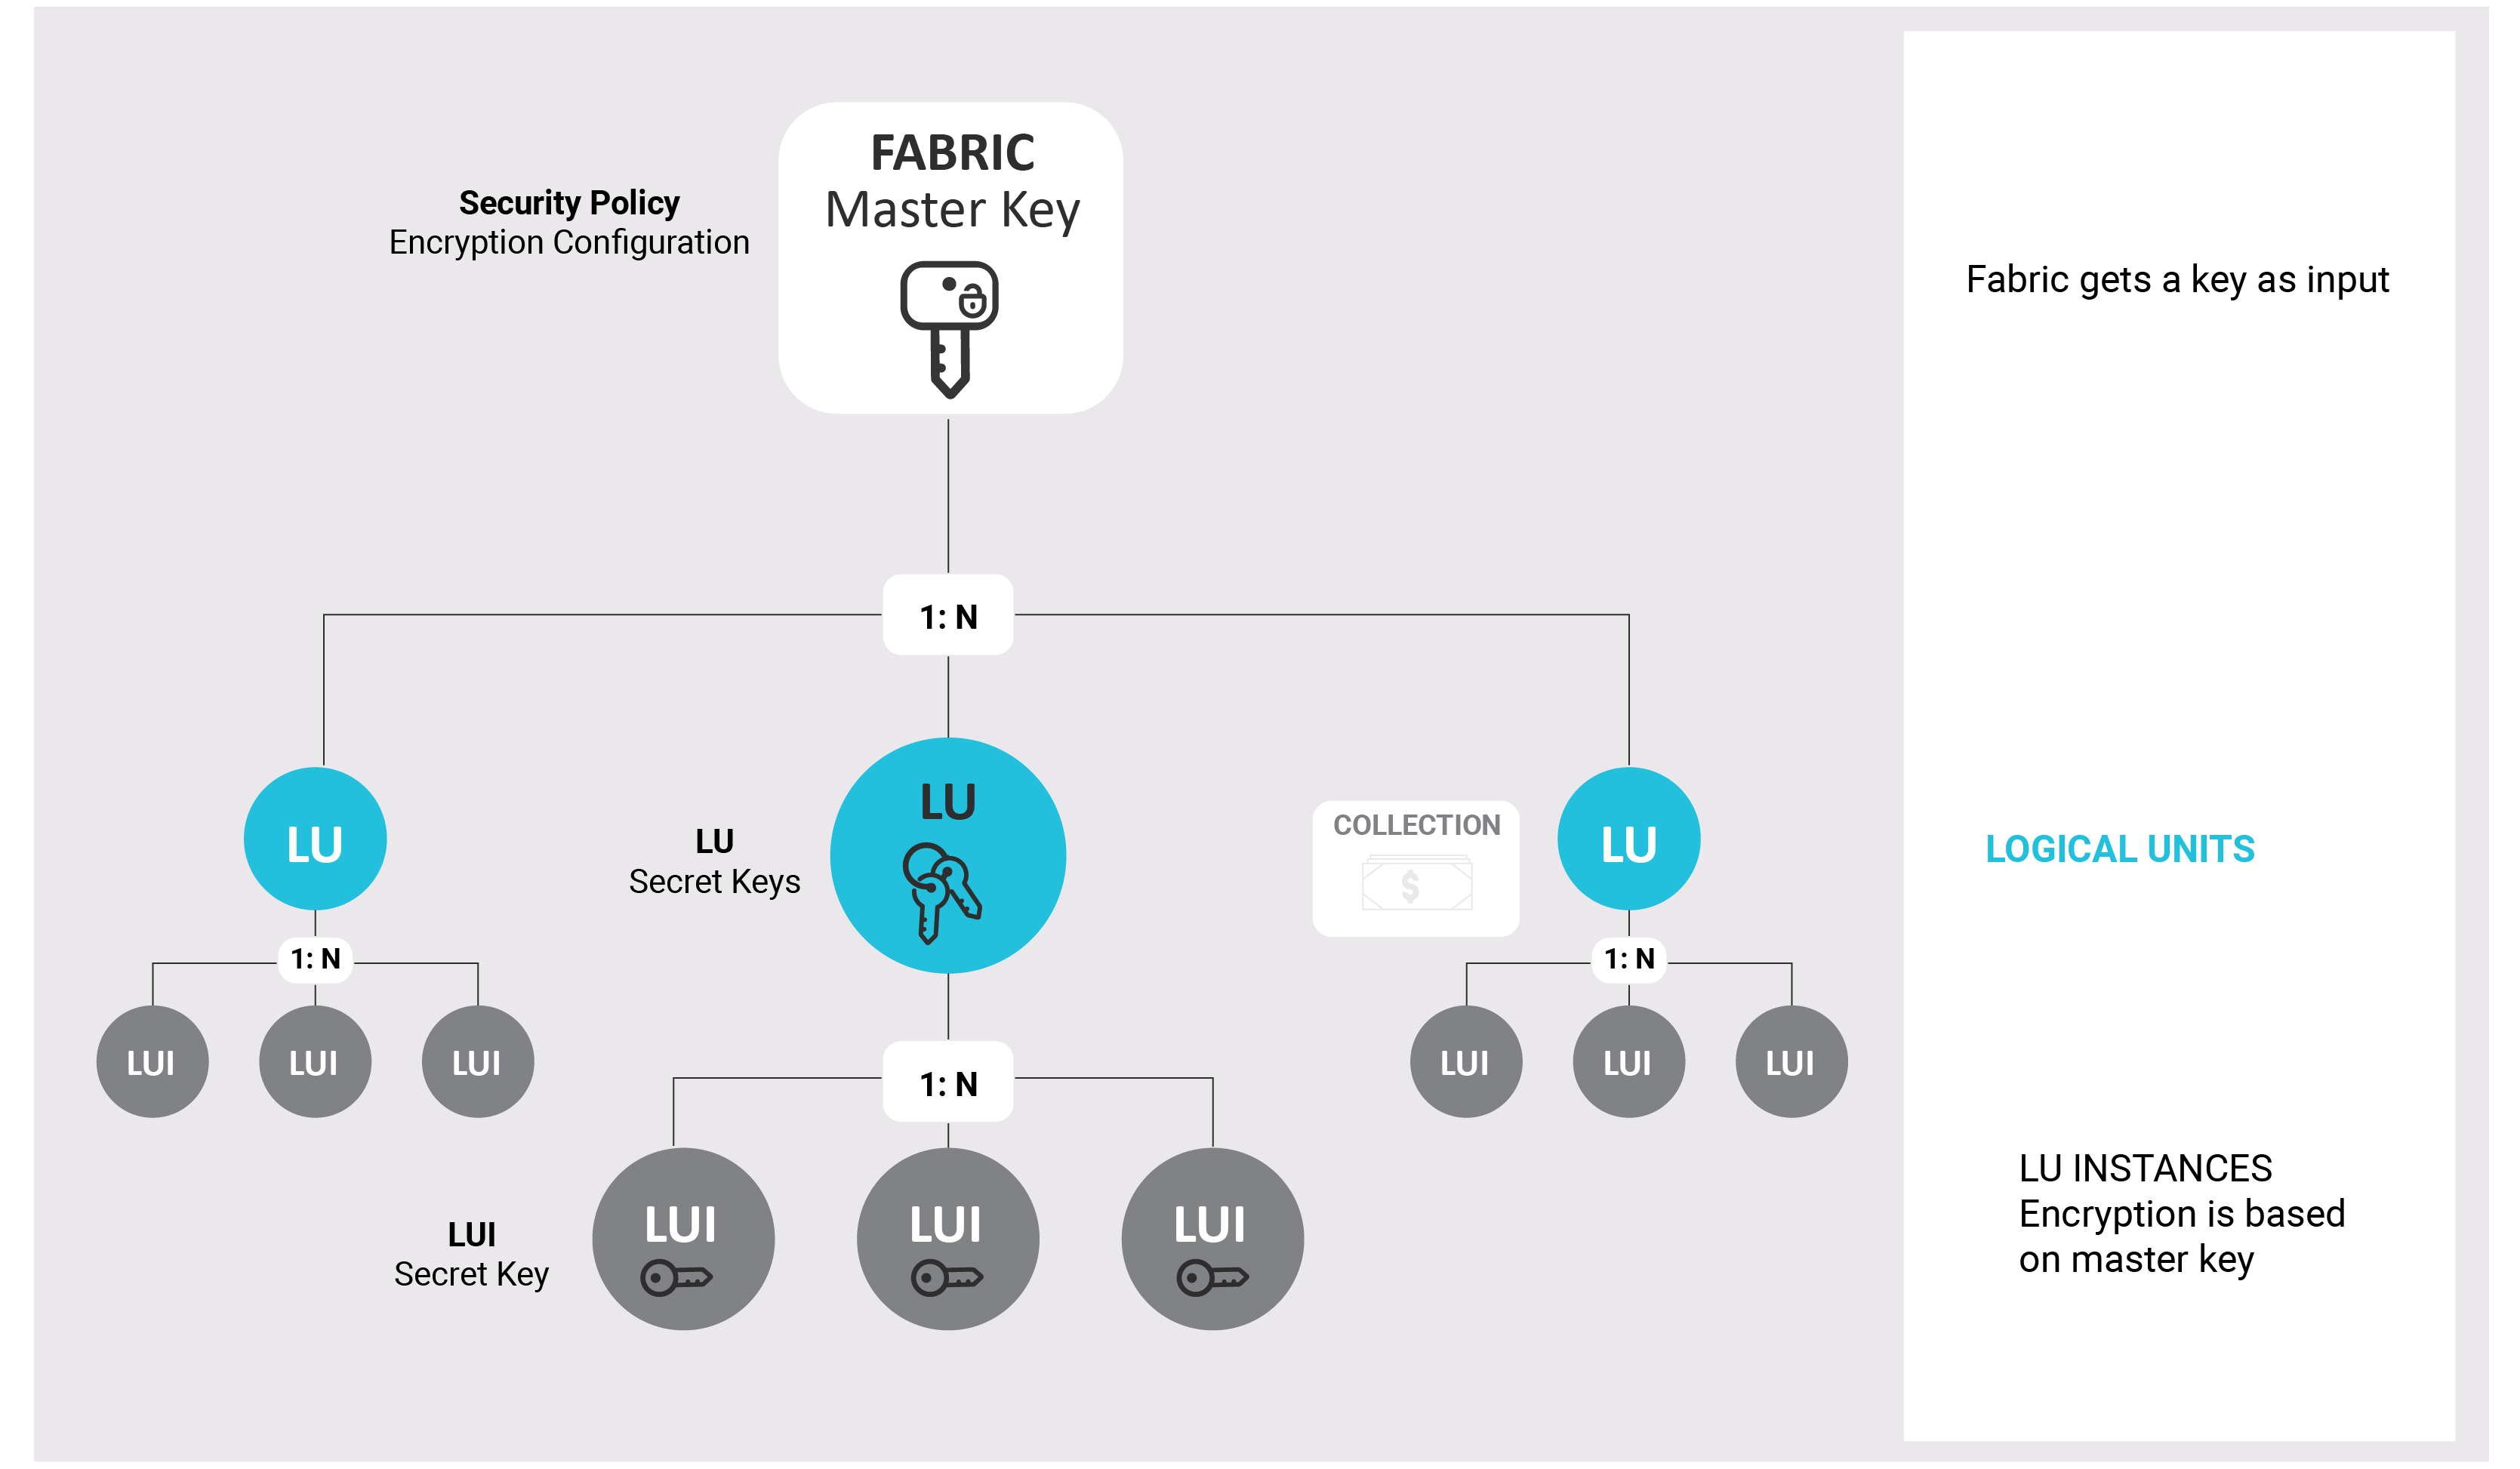 FABRIC
Master Key
Security Policy
Encryption Configuration
Fabric gets a key as input
1: N
LU
LU
Secret Keys
LU
COLLECTION
$
LU
LOGICAL UNITS
1: N
1: N
LUI
LUI
LUI
1: N
LUI
LUI
LUI
LUI
Secret Key
LUI
LUI
LUI
LU INSTANCES
Encryption is based
on master key